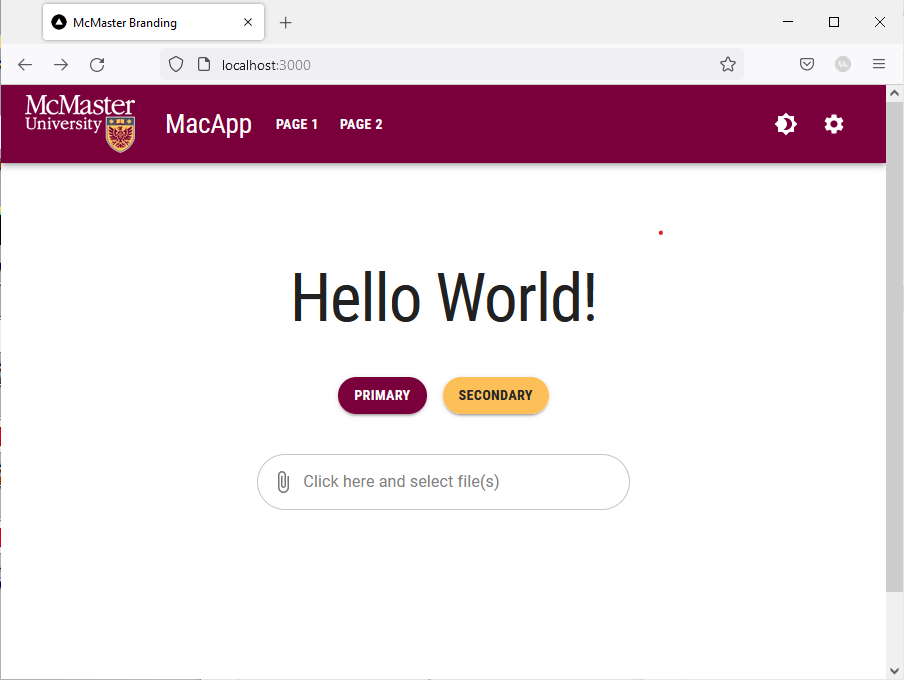 McMaster Branding
localhost:3000
McMaster
University
MacApp PAGE 1 PAGE 2
Hello World!
PRIMARY SECONDARY
Click here and select file(s)